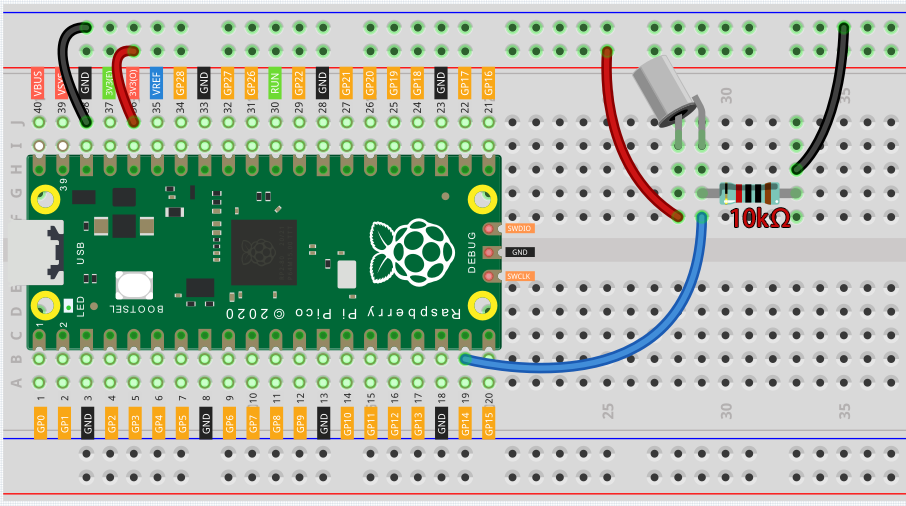 VBUS VSYS GND 3V3(E) 3V3(O) VREF GP28 GND GP27 GP26 RUN GP22 GND GP21 GP20 GP19 GP18 GND GP17 GP16
40 39 38 37 36 35 34 33 32 31 30 29 28 27 26 25 24 23 22 21
30 35
J
I
H
G
F
39
10kΩ
SWDIO
GND
SWCLK
DEBUG
USB
BOOTSEL
LED
Raspberry Pi Pico © 2020
1 2
E
D
C
B
A
25 30 35
1 2 3 4 5 6 7 8 9 10 11 12 13 14 15 16 17 18 19 20
GP0 GP1 GND GP2 GP3 GP4 GP5 GND GP6 GP7 GP8 GP9 GND GP10 GP11 GP12 GP13 GND GP14 GP15